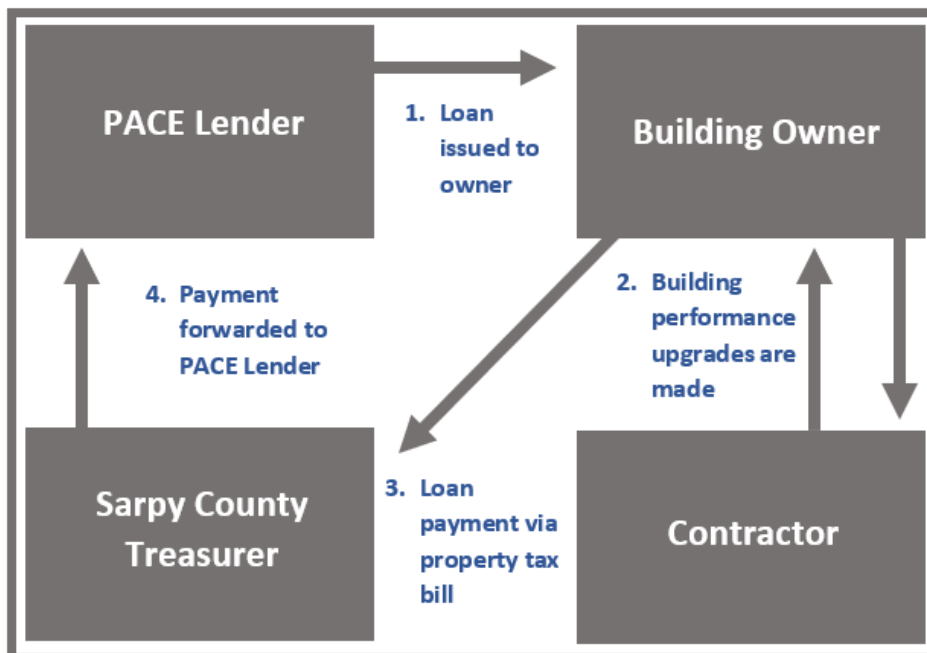 PACE Lender
1. Loan
issued to
owner
Building Owner
4. Payment
forwarded to
PACE Lender
2. Building
performance
upgrades are
made
Sarpy County
Treasurer
3. Loan
payment via
property tax
bill
Contractor